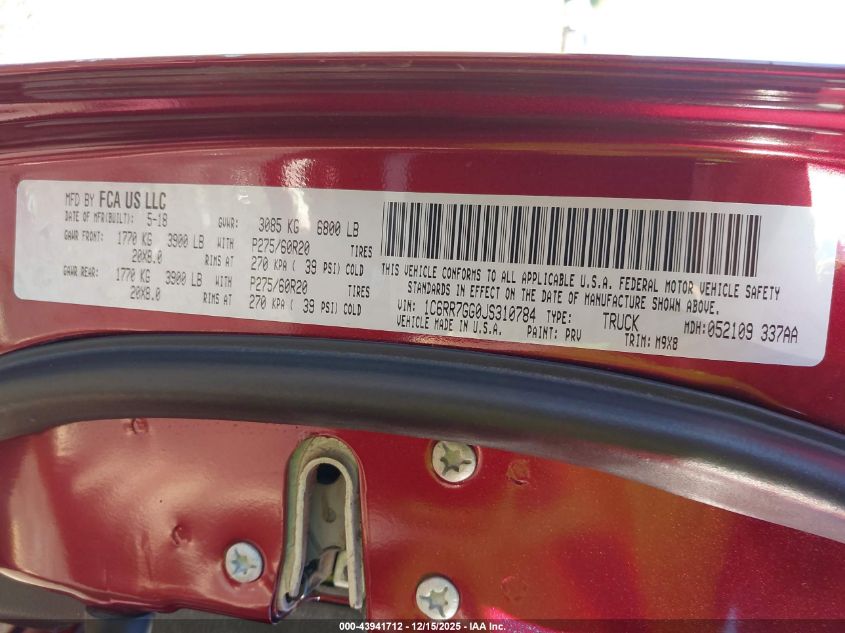 MFD BY FCA US LLC
DATE OF MFR(BUILT): 5-18 GVWR: 3085 KG 6800 LB
GAWR FRONT: 1770 KG 3900 LB WITH P275/60R20 TIRES
20X8.0 RIMS AT 270 KPA ( 39 PSI) COLD
GAWR REAR: 1770 KG 3900 LB WITH P275/60R20 TIRES
20X8.0 RIMS AT 270 KPA ( 39 PSI) COLD
THIS VEHICLE CONFORMS TO ALL APPLICABLE U.S.A. FEDERAL MOTOR VEHICLE SAFETY
STANDARDS IN EFFECT ON THE DATE OF MANUFACTURE SHOWN ABOVE.
VIN: 1C6RR7GG0JS310784 TYPE: TRUCK MDH:052109 337AA
VEHICLE MADE IN U.S.A. PAINT: PRV TRIM: M9X8
000-43941712 - 12/15/2025 - IAA Inc.